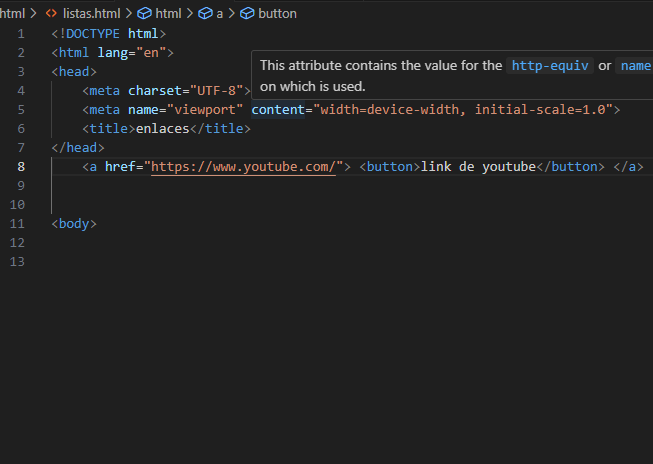 html > <> listas.html > html > a > button
1 <!DOCTYPE html>
2 <html lang="en">
This attribute contains the value for the http-equiv or name
3 <head>
on which is used.
4 <meta charset="UTF-8">
5 <meta name="viewport" content="width=device-width, initial-scale=1.0">
6 <title>enlaces</title>
7 </head>
8 <a href="https://www.youtube.com/"> <button>link de youtube</button> </a>
9
10
11 <body>
12
13